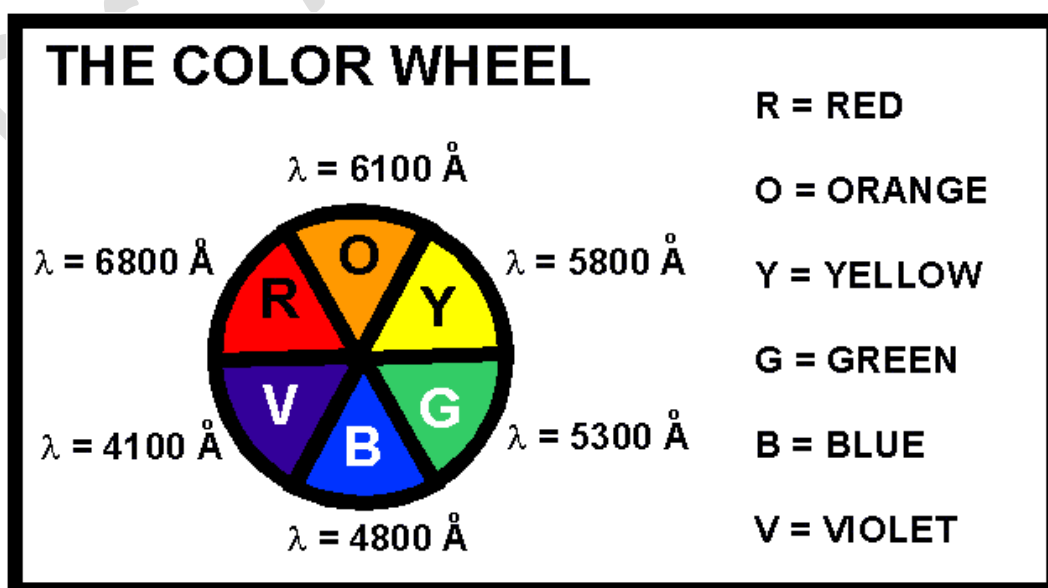 THE COLOR WHEEL
λ = 6100 Å
λ = 6800 Å
λ = 5800 Å
O
R
Y
V
G
B
λ = 4100 Å
λ = 5300 Å
λ = 4800 Å
R = RED
O = ORANGE
Y = YELLOW
G = GREEN
B = BLUE
V = VIOLET